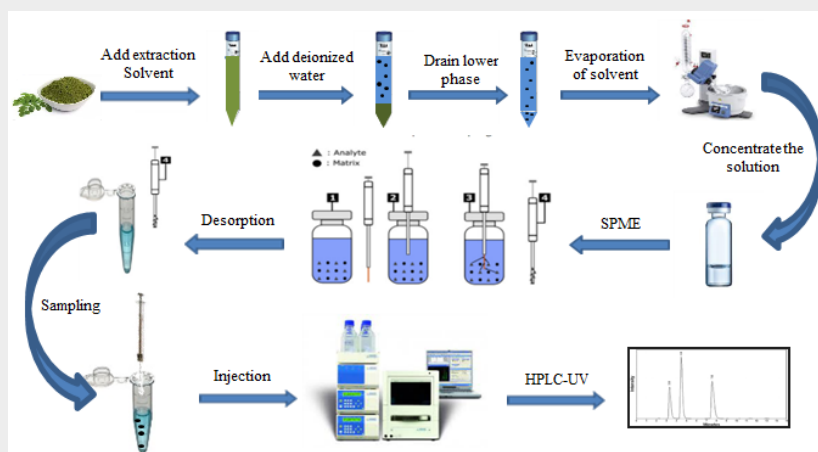 Add extraction
Solvent
Add deionized
water
Drain lower
phase
Evaporation
of solvent
Concentrate the
solution
▲ : Analyte
● : Matrix
4
1
2
3
4
Desorption
SPME
Sampling
Injection
HPLC-UV